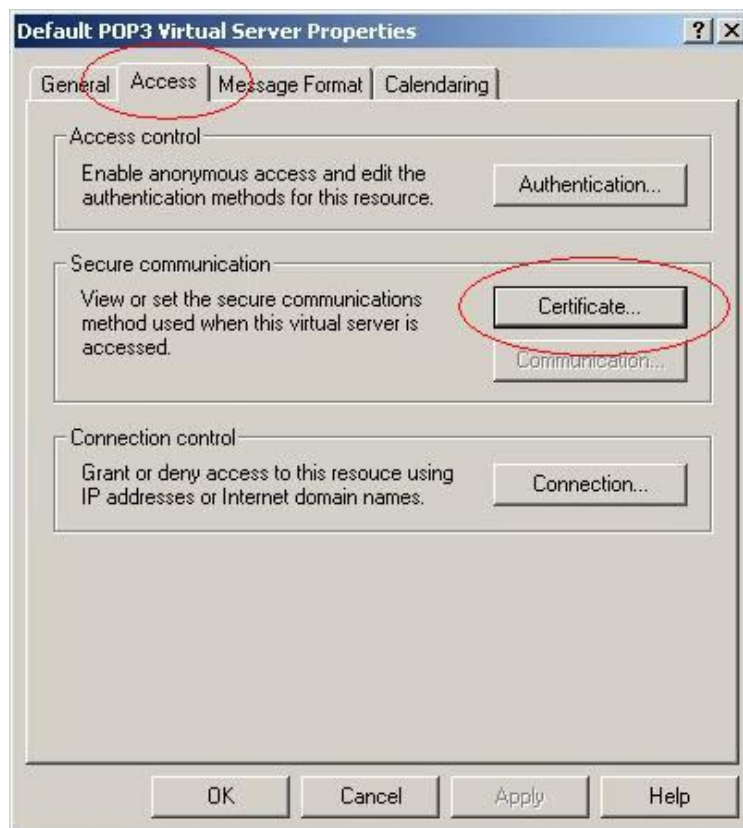 Default POP3 Virtual Server Properties
General Access Message Format Calendaring
Access control
Enable anonymous access and edit the
authentication methods for this resource.
Authentication...
Secure communication
View or set the secure communications
method used when this virtual server is
accessed.
Certificate...
Communication...
Connection control
Grant or deny access to this resouce using
IP addresses or Internet domain names.
Connection...
OK Cancel Apply Help